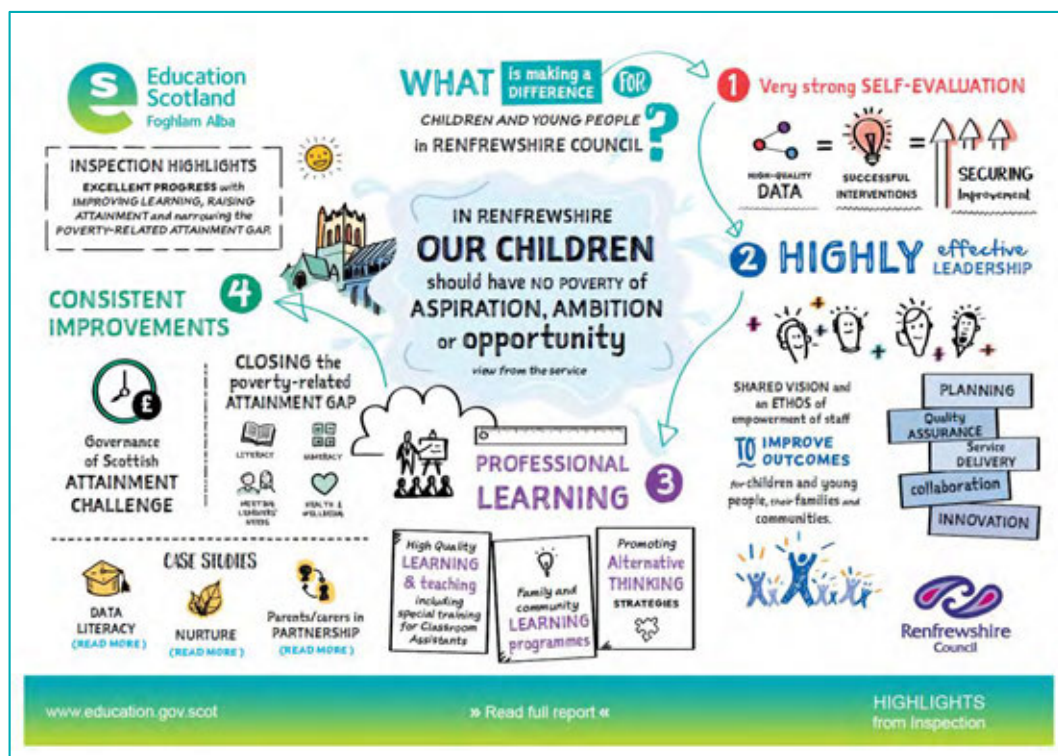 Education
Scotland
Foghlam Alba
INSPECTION HIGHLIGHTS
EXCELLENT PROGRESS with
IMPROVING LEARNING, RAISING
ATTAINMENT and narrowing the
POVERTY-RELATED ATTAINMENT GAP.
WHAT is making a DIFFERENCE FOR
CHILDREN AND YOUNG PEOPLE
in RENFREWSHIRE COUNCIL?
IN RENFREWSHIRE
OUR CHILDREN
should have NO POVERTY of
ASPIRATION, AMBITION
or opportunity
view from the service
1 Very strong SELF-EVALUATION
HIGH-QUALITY
DATA
=
SUCCESSFUL
INTERVENTIONS
=
SECURING
Improvement
2 HIGHLY effective
LEADERSHIP
SHARED VISION and
an ETHOS of
empowerment of staff
TO IMPROVE
OUTCOMES
for children and young
people, their families and
communities.
PLANNING
Quality
ASSURANCE
Service
DELIVERY
collaboration
INNOVATION
PROFESSIONAL
LEARNING 3
High Quality
LEARNING
& teaching
including
special training
for Classroom
Assistants
Family and
community
LEARNING
programmes
Promoting
Alternative
THINKING
STRATEGIES
CONSISTENT 4
IMPROVEMENTS
£
Governance
of Scottish
ATTAINMENT
CHALLENGE
CLOSING the
poverty-related
ATTAINMENT GAP
LITERACY
NUMERACY
MEETING
LEARNERS'
NEEDS
HEALTH &
WELLBEING
CASE STUDIES
DATA
LITERACY
(READ MORE)
NURTURE
(READ MORE)
Parents/carers in
PARTNERSHIP
(READ MORE)
Renfrewshire
Council
www.education.gov.scot
» Read full report «
HIGHLIGHTS
from Inspection